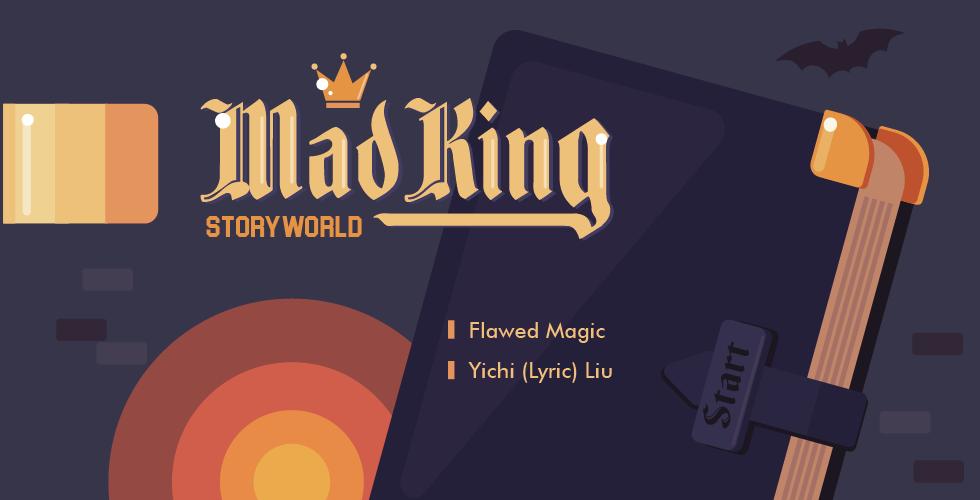 Mad King
STORYWORLD
Flawed Magic
Yichi (Lyric) Liu
Start